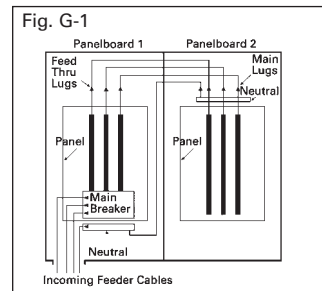 Fig. G-1
Panelboard 1
Panelboard 2
Feed
Thru
Lugs
Main
Lugs
Neutral
Panel
Panel
Main
Breaker
Neutral
Incoming Feeder Cables